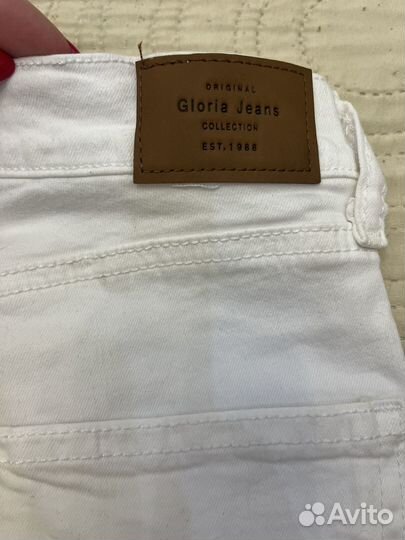 ORIGINAL
Gloria Jeans
COLLECTION
EST.1988
Avito